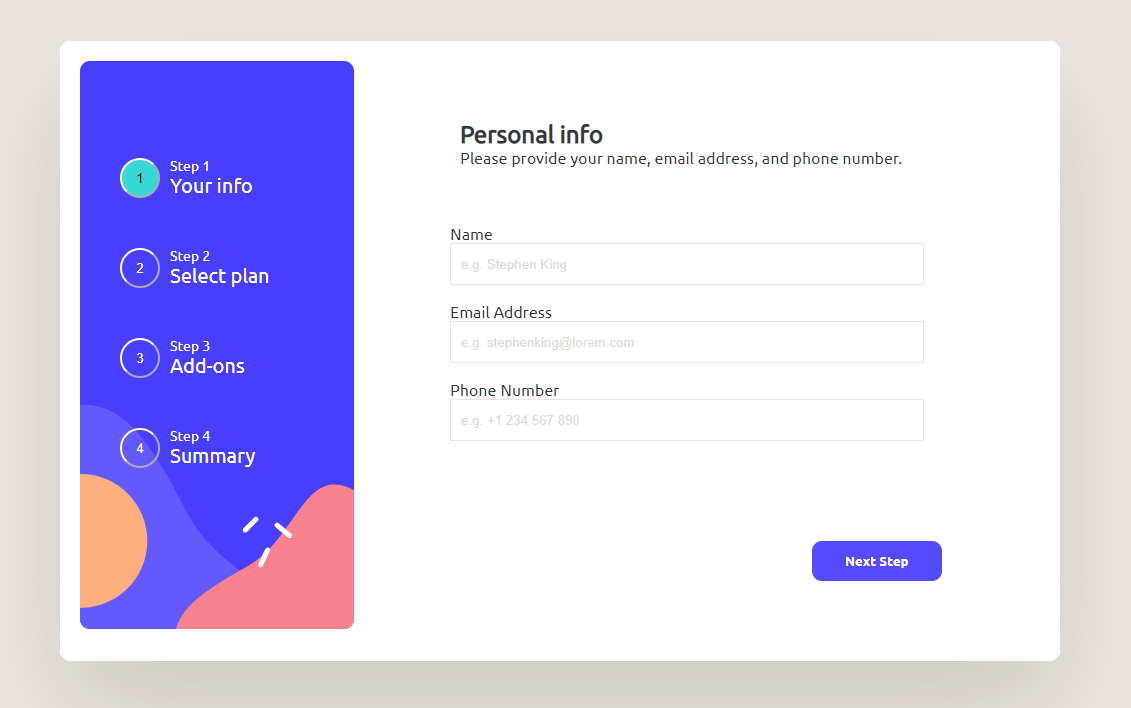 1
Step 1
Your info
2
Step 2
Select plan
3
Step 3
Add-ons
4
Step 4
Summary
Personal info
Please provide your name, email address, and phone number.
Name
e.g. Stephen King
Email Address
e.g. stephenking@lorem.com
Phone Number
e.g. +1 234 567 890
Next Step